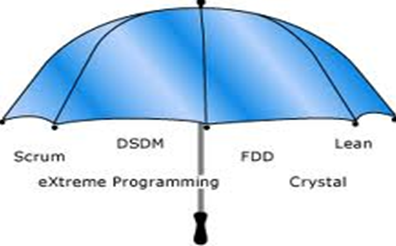 DSDM
Lean
Scrum
FDD
eXtreme Programming
Crystal